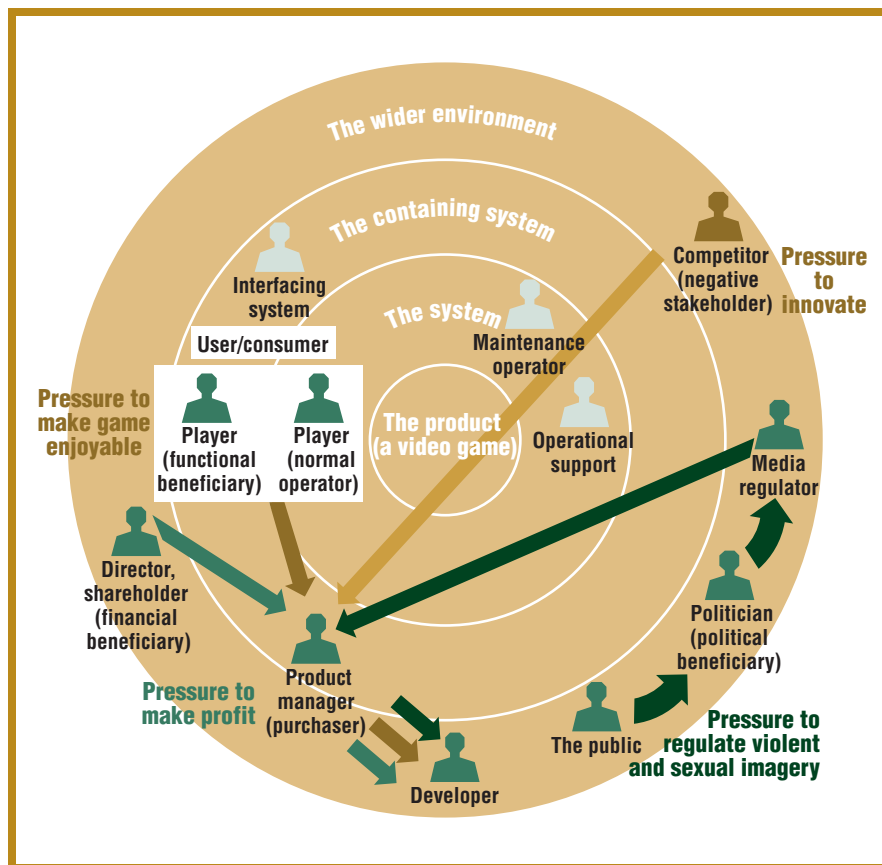 The wider environment
The containing system
The system
The product
(a video game)
Interfacing
system
User/consumer
Player
(functional
beneficiary)
Player
(normal
operator)
Maintenance
operator
Operational
support
Competitor
(negative
stakeholder)
Pressure
to
innovate
Pressure to
make game
enjoyable
Media
regulator
Director,
shareholder
(financial
beneficiary)
Politician
(political
beneficiary)
Pressure to
make profit
Product
manager
(purchaser)
The public
Pressure to
regulate violent
and sexual imagery
Developer